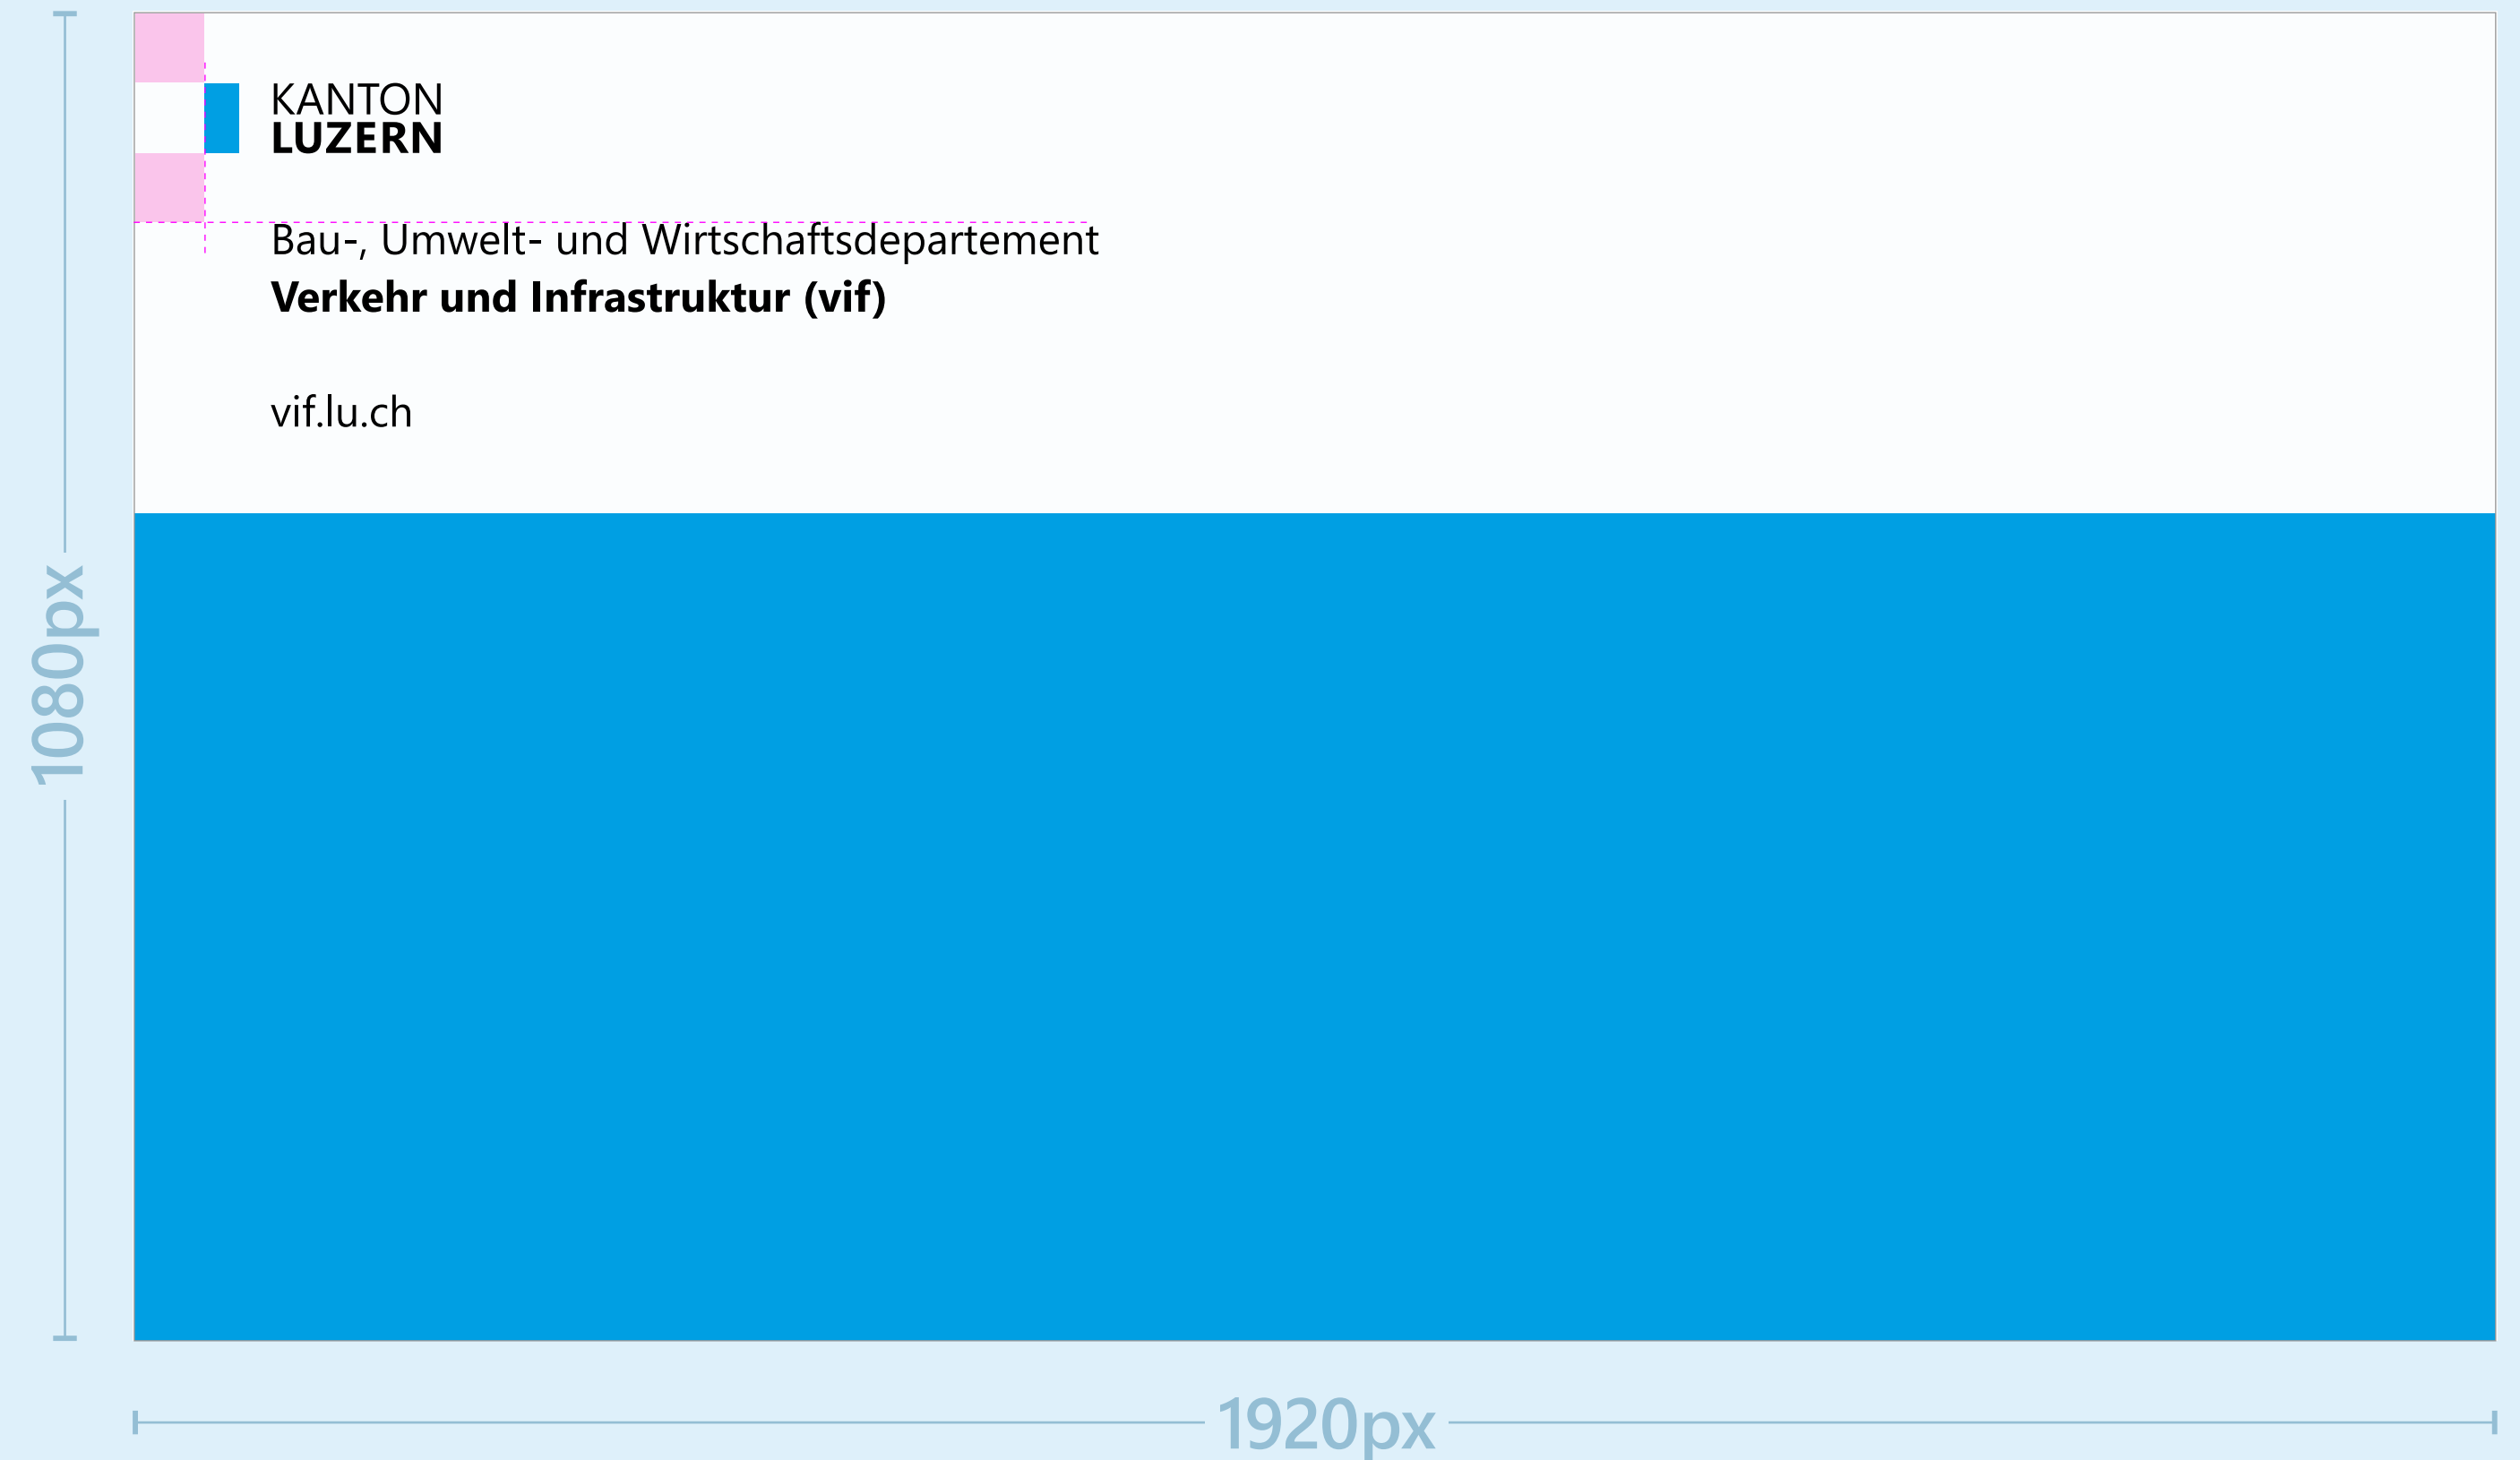 KANTON
LUZERN
Bau-, Umwelt- und Wirtschaftsdepartement
Verkehr und Infrastruktur (vif)
vif.lu.ch
1080px
1920px